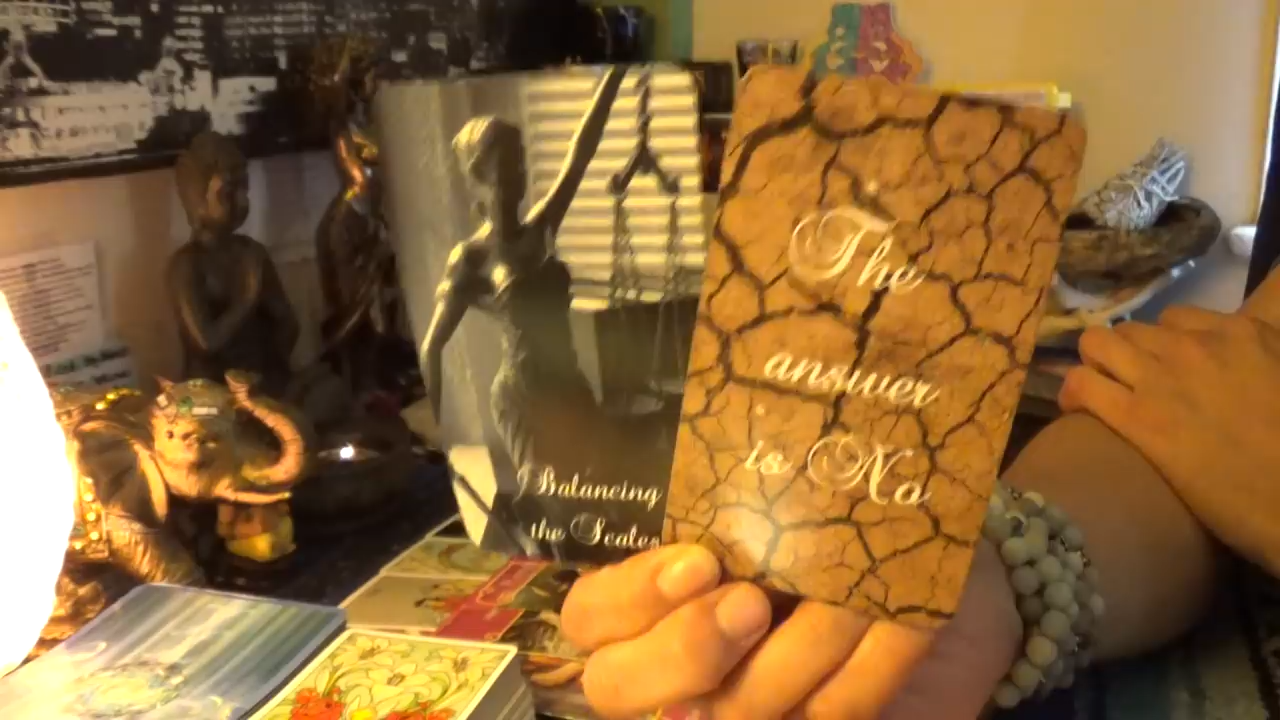 Balancing
the Scales
The
answer
is No